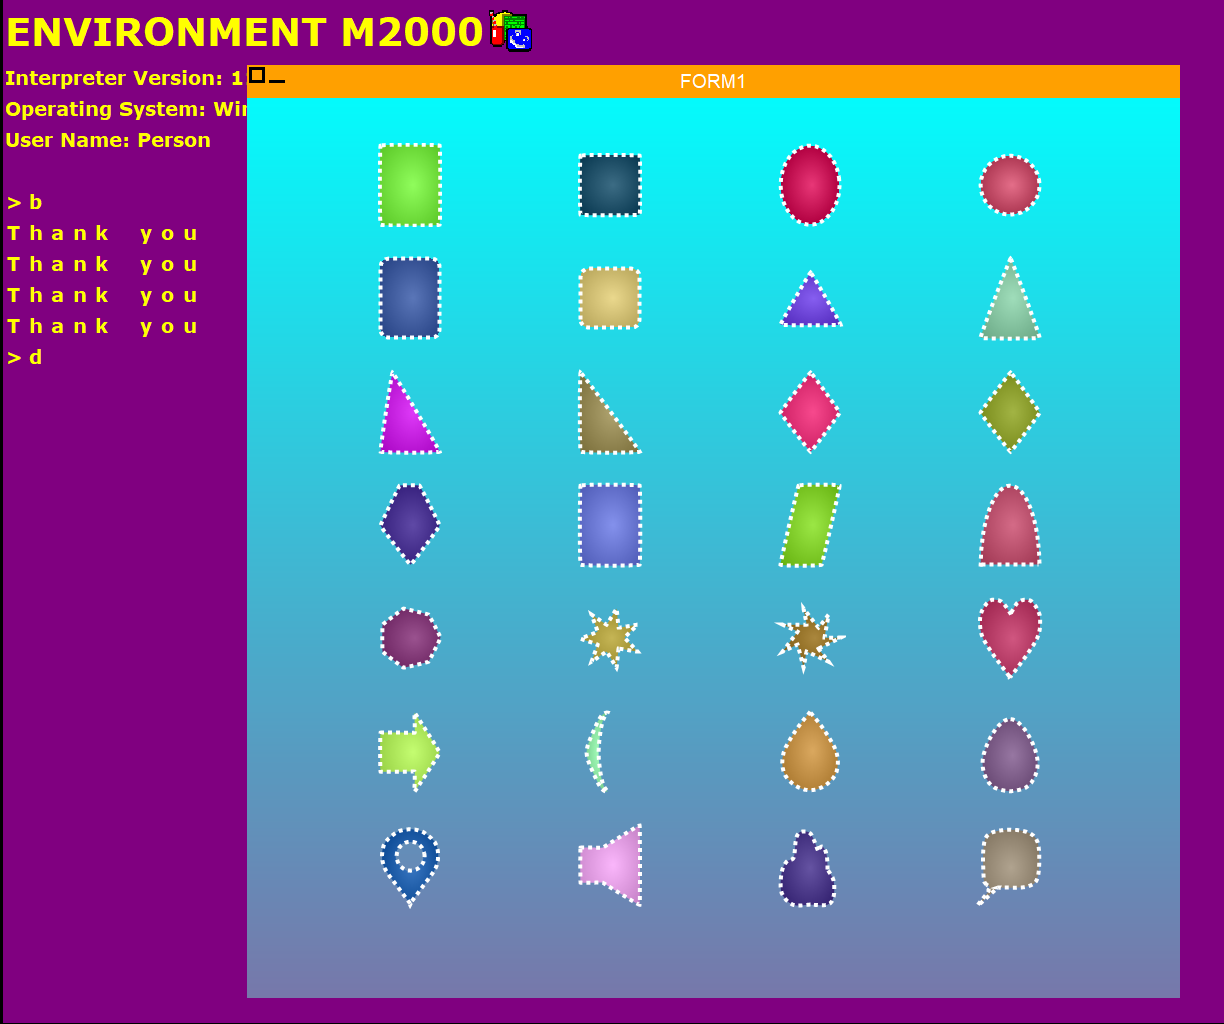 ENVIRONMENT M2000
Interpreter Version: 1
FORM1
Operating System:
User Name: Person
> b
Thank you
Thank you
Thank you
Thank you
> d